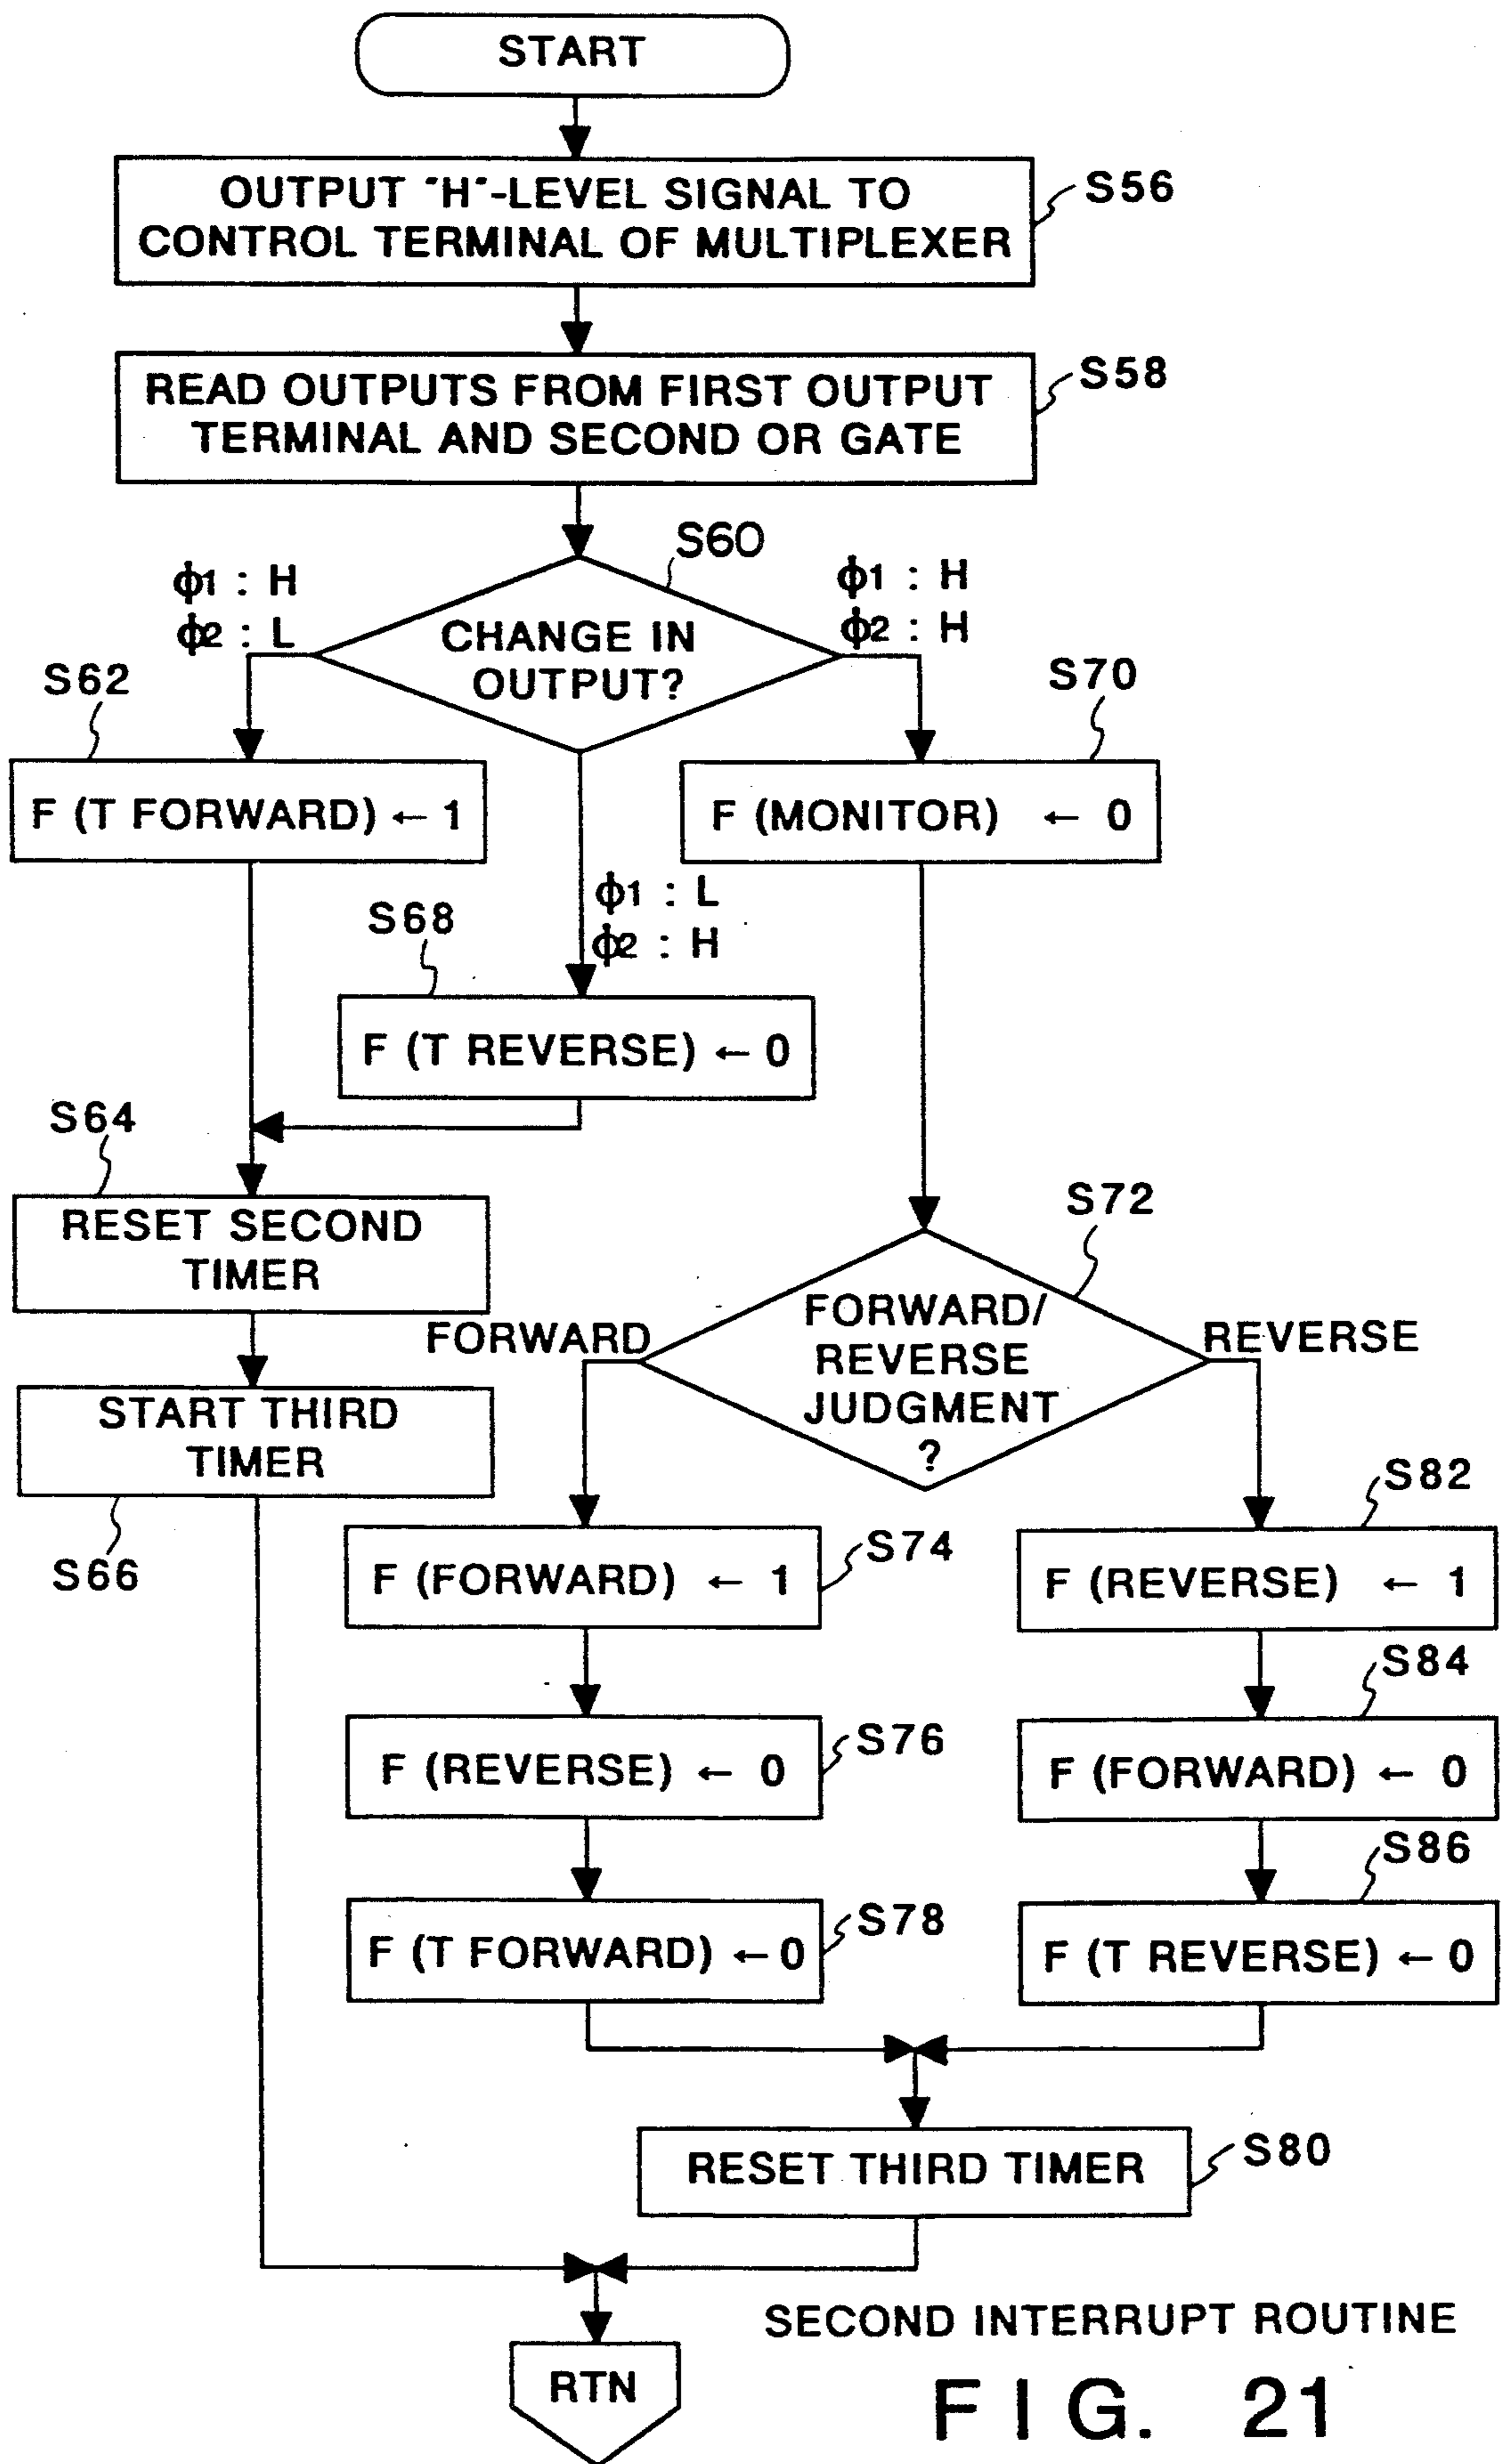 START
OUTPUT "H"-LEVEL SIGNAL TO
CONTROL TERMINAL OF MULTIPLEXER
S56
READ OUTPUTS FROM FIRST OUTPUT
TERMINAL AND SECOND OR GATE
S58
S60
ϕ1 : H
ϕ2 : L
CHANGE IN
OUTPUT?
ϕ1 : H
ϕ2 : H
S62
S70
F (T FORWARD) ← 1
F (MONITOR) ← 0
ϕ1 : L
ϕ2 : H
S68
F (T REVERSE) ← 0
S64
RESET SECOND
TIMER
S72
FORWARD/
REVERSE
JUDGMENT
?
FORWARD
REVERSE
START THIRD
TIMER
S66
F (FORWARD) ← 1
S74
S82
F (REVERSE) ← 1
F (REVERSE) ← 0
S76
S84
F (FORWARD) ← 0
F (T FORWARD) ← 0
S78
S86
F (T REVERSE) ← 0
RESET THIRD TIMER
S80
RTN
SECOND INTERRUPT ROUTINE
FIG. 21